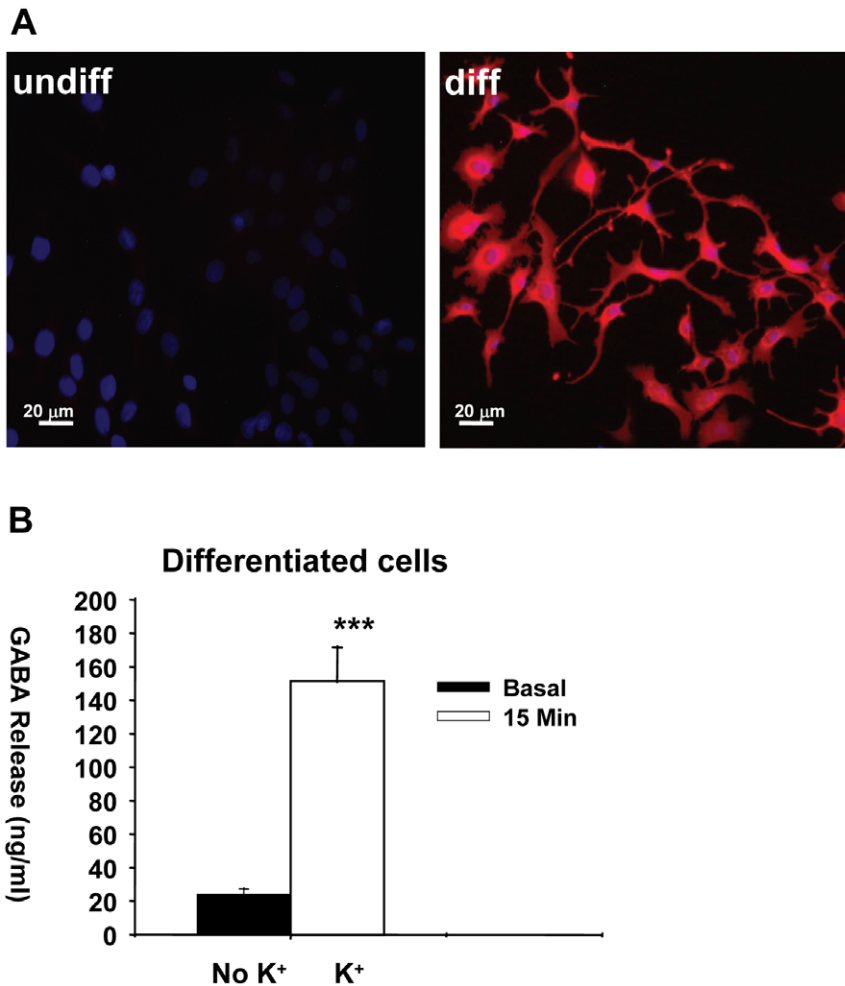 A
undiff
diff
20 μm
20 μm
B
Differentiated cells
GABA Release (ng/ml)
200
180
160
140
120
100
80
60
40
20
0
***
Basal
15 Min
No K⁺
K⁺